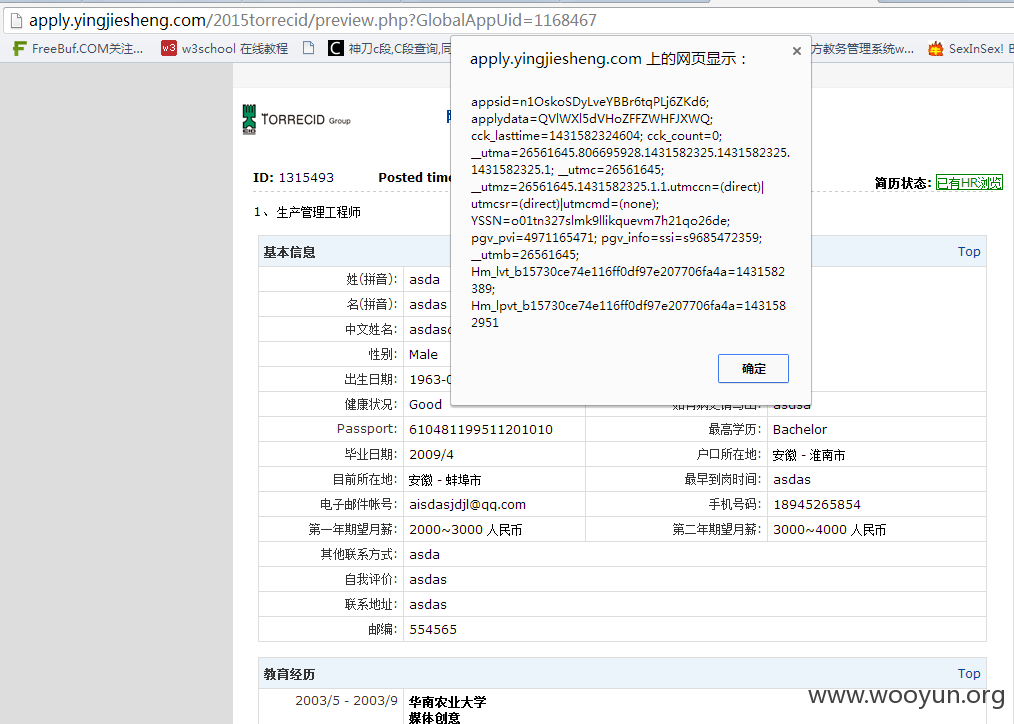 apply.yingjiesheng.com/2015torrecid/preview.php?GlobalAppUid=1168467
FreeBuf.COM关注... w3 w3school 在线教程 C 神刀c段,C段查询,同 方教务管理系统w... SexInSex! B
apply.yingjiesheng.com 上的网页显示：
×
appsid=n1OskoSDyLveYBBr6tqPLj6ZKd6;
applydata=QVlWXl5dVHoZFFZWHFJXWQ;
cck_lasttime=1431582324604; cck_count=0;
__utma=26561645.806695928.1431582325.1431582325.
1431582325.1; __utmc=26561645;
__utmz=26561645.1431582325.1.1.utmccn=(direct)|
utmcsr=(direct)|utmcmd=(none);
YSSN=o01tn327slmk9llikquevm7h21qo26de;
pgv_pvi=4971165471; pgv_info=ssi=s9685472359;
__utmb=26561645;
Hm_lvt_b15730ce74e116ff0df97e207706fa4a=1431582
389;
Hm_lpvt_b15730ce74e116ff0df97e207706fa4a=143158
2951
确定
TORRECID Group
ID: 1315493 Posted time
简历状态: 已有HR浏览
1、生产管理工程师
基本信息 Top
姓(拼音): asda
名(拼音): asdas
中文姓名: asdasd
性别: Male
出生日期: 1963-0
健康状况: Good asdsa
Passport: 610481199511201010 最高学历: Bachelor
毕业日期: 2009/4 户口所在地: 安徽 - 淮南市
目前所在地: 安徽 - 蚌埠市 最早到岗时间: asdas
电子邮件帐号: aisdasjdjl@qq.com 手机号码: 18945265854
第一年期望月薪: 2000~3000 人民币 第二年期望月薪: 3000~4000 人民币
其他联系方式: asda
自我评价: asdas
联系地址: asdas
邮编: 554565
教育经历 Top
2003/5 - 2003/9 华南农业大学
媒体创意
www.wooyun.org